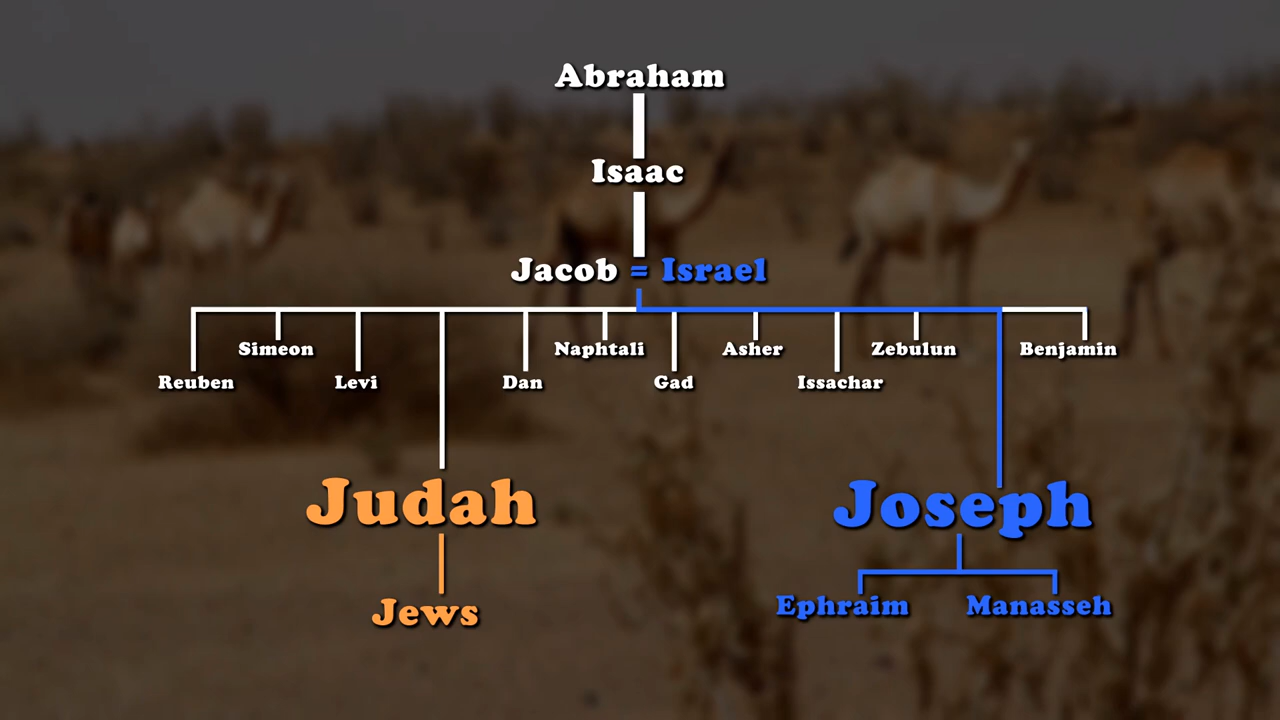 Abraham
Isaac
Jacob = Israel
Simeon Naphtali Asher Zebulun Benjamin
Reuben Levi Dan Gad Issachar
Judah Joseph
Jews Ephraim Manasseh